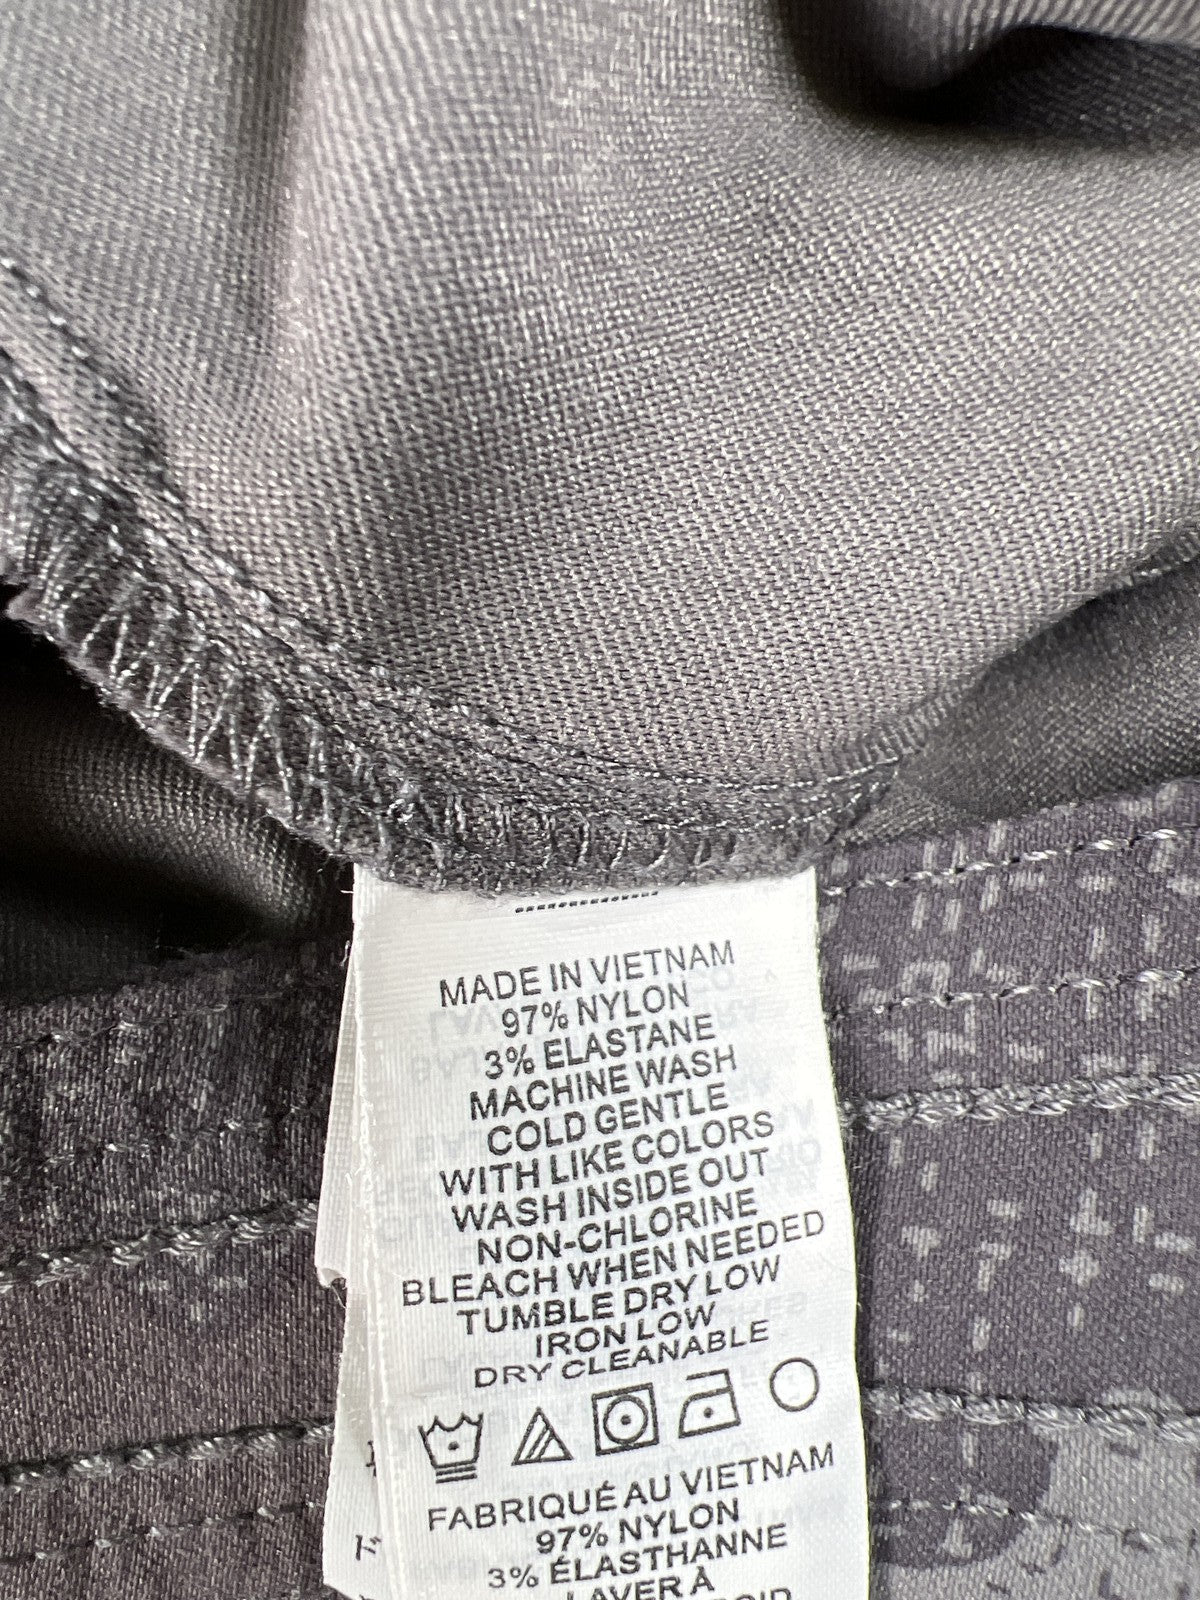 MADE IN VIETNAM
97% NYLON
3% ELASTANE
MACHINE WASH
COLD GENTLE
WITH LIKE COLORS
WASH INSIDE OUT
NON-CHLORINE
BLEACH WHEN NEEDED
TUMBLE DRY LOW
IRON LOW
DRY CLEANABLE
FABRIQUÉ AU VIETNAM
97% NYLON
3% ÉLASTHANNE
LAVER À